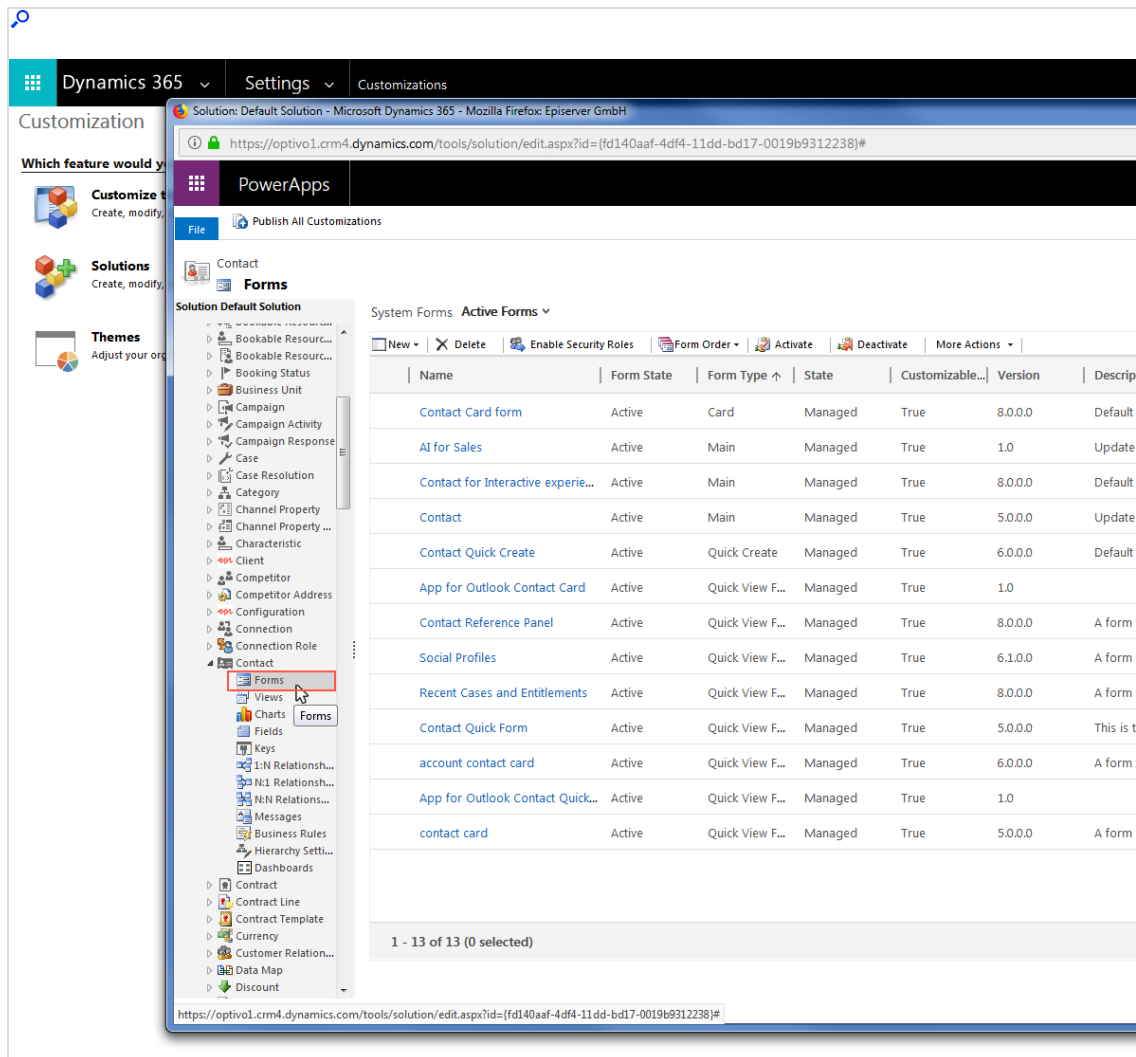 Dynamics 365 Settings Customizations
Solution: Default Solution - Microsoft Dynamics 365 - Mozilla Firefox: Episerver GmbH
Customization
https://optivo1.crm4.dynamics.com/tools/solution/edit.aspx?id={fd140aaf-4df4-11dd-bd17-0019b9312238}#
Which feature would y
PowerApps
Customize t
Create, modify,
File Publish All Customizations
Solutions
Create, modify,
Themes
Adjust your org
Contact
Forms
Solution Default Solution
Bookable Resourc...
Bookable Resourc...
Bookable Resourc...
Booking Status
Business Unit
Campaign
Campaign Activity
Campaign Response
Case
Case Resolution
Category
Channel Property
Channel Property ...
Characteristic
epi Client
Competitor
Competitor Address
epi Configuration
Connection
Connection Role
Contact
Forms
Views
Charts
Forms
Fields
Keys
1:N Relationsh...
N:1 Relationsh...
N:N Relations...
Messages
Business Rules
Hierarchy Setti...
Dashboards
Contract
Contract Line
Contract Template
Currency
Customer Relation...
Data Map
Discount
System Forms Active Forms
New Delete Enable Security Roles Form Order Activate Deactivate More Actions
Name Form State Form Type State Customizable... Version Descrip
Contact Card form Active Card Managed True 8.0.0.0 Default
AI for Sales Active Main Managed True 1.0 Update
Contact for Interactive experie... Active Main Managed True 8.0.0.0 Default
Contact Active Main Managed True 5.0.0.0 Update
Contact Quick Create Active Quick Create Managed True 6.0.0.0 Default
App for Outlook Contact Card Active Quick View F... Managed True 1.0
Contact Reference Panel Active Quick View F... Managed True 8.0.0.0 A form
Social Profiles Active Quick View F... Managed True 6.1.0.0 A form
Recent Cases and Entitlements Active Quick View F... Managed True 8.0.0.0 A form
Contact Quick Form Active Quick View F... Managed True 5.0.0.0 This is t
account contact card Active Quick View F... Managed True 6.0.0.0 A form
App for Outlook Contact Quick... Active Quick View F... Managed True 1.0
contact card Active Quick View F... Managed True 5.0.0.0 A form
1 - 13 of 13 (0 selected)
https://optivo1.crm4.dynamics.com/tools/solution/edit.aspx?id={fd140aaf-4df4-11dd-bd17-0019b9312238}#